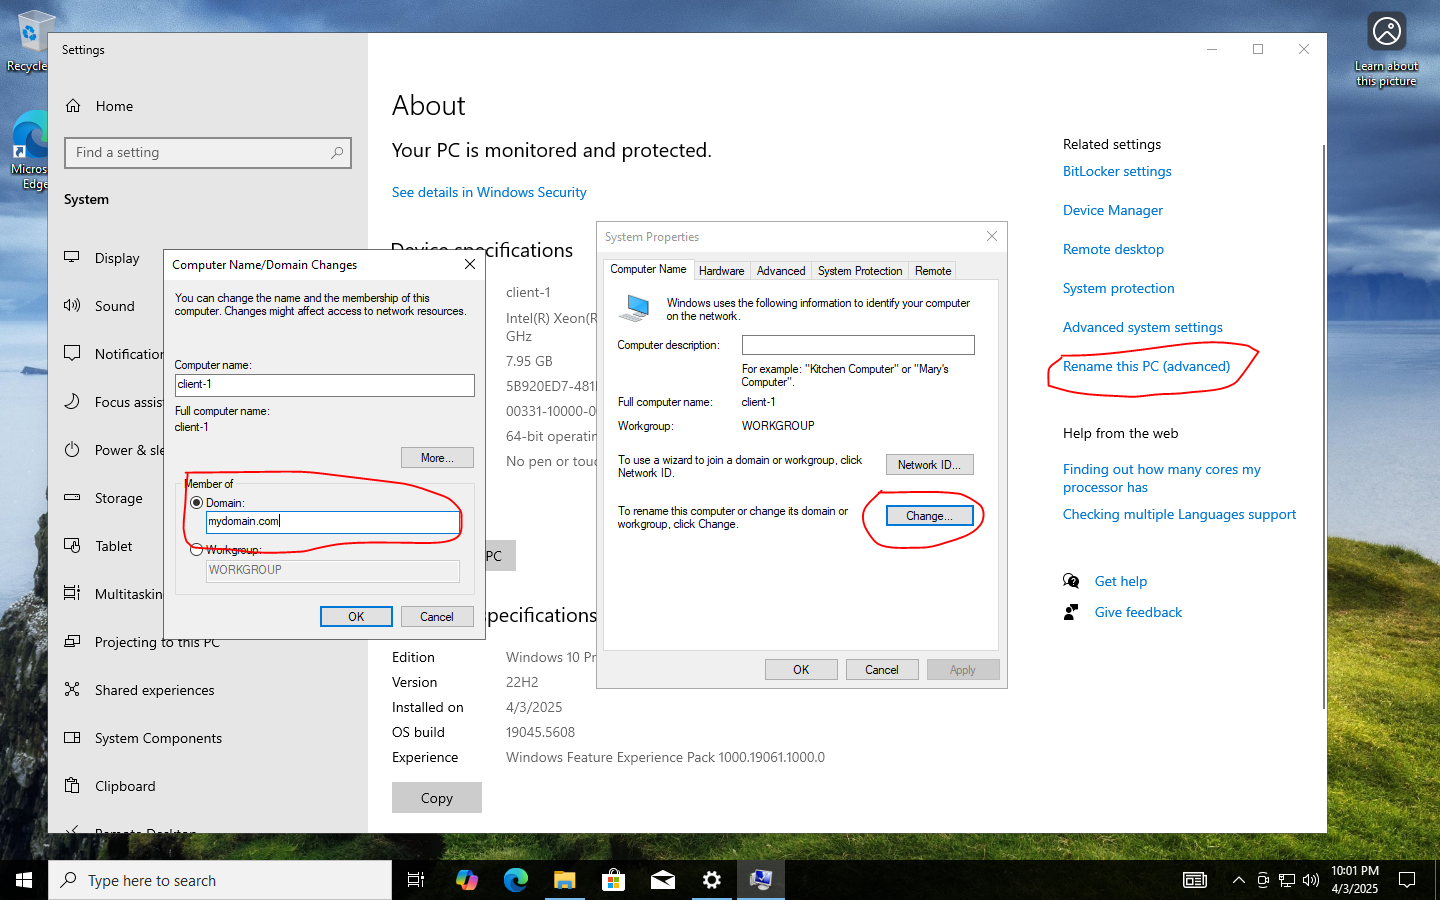 Recycle
Microso
Edge
Learn about
this picture
Settings
Home
Find a setting
System
Display
Sound
Notification
Focus assis
Power & sle
Storage
Tablet
Multitaskin
Projecting to this PC
Shared experiences
System Components
Clipboard
Remote Desktop
About
Your PC is monitored and protected.
See details in Windows Security
Device specifications
client-1
Intel(R) Xeon(R
GHz
7.95 GB
5B920ED7-481
00331-10000-0
64-bit operatin
No pen or touc
PC
specifications
Edition Windows 10 Pr
Version 22H2
Installed on 4/3/2025
OS build 19045.5608
Experience Windows Feature Experience Pack 1000.19061.1000.0
Copy
Related settings
BitLocker settings
Device Manager
Remote desktop
System protection
Advanced system settings
Rename this PC (advanced)
Help from the web
Finding out how many cores my
processor has
Checking multiple Languages support
Get help
Give feedback
Computer Name/Domain Changes
You can change the name and the membership of this
computer. Changes might affect access to network resources.
Computer name:
client-1
Full computer name:
client-1
More...
Member of
Domain:
mydomain.com
Workgroup:
WORKGROUP
OK Cancel
System Properties
Computer Name Hardware Advanced System Protection Remote
Windows uses the following information to identify your computer
on the network.
Computer description:
For example: "Kitchen Computer" or "Mary's
Computer".
Full computer name: client-1
Workgroup: WORKGROUP
To use a wizard to join a domain or workgroup, click
Network ID.
Network ID...
To rename this computer or change its domain or
workgroup, click Change.
Change...
OK Cancel Apply
Type here to search
10:01 PM
4/3/2025